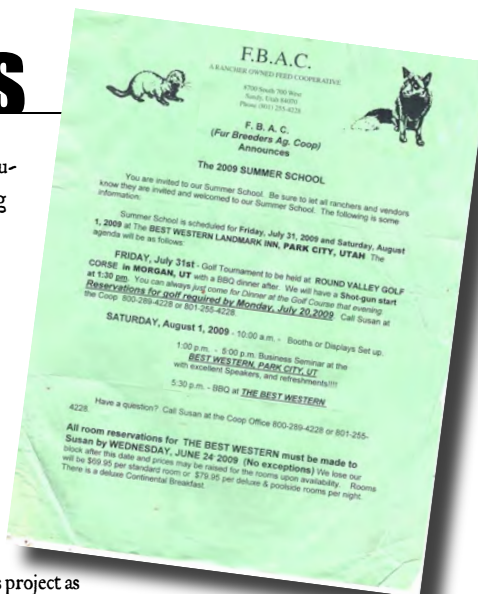 S
u-
g
F.B.A.C.
A RANCHER OWNED FEED COOPERATIVE
8700 South 700 West
Sandy, Utah 84070
Phone (801) 255-4228
F. B. A. C.
(Fur Breeders Ag. Coop)
Announces
The 2009 SUMMER SCHOOL
You are invited to our Summer School. Be sure to let all ranchers and vendors
know they are invited and welcomed to our Summer School. The following is some
information:
Summer School is scheduled for Friday, July 31, 2009 and Saturday, August
1, 2009 at The BEST WESTERN LANDMARK INN, PARK CITY, UTAH The
agenda will be as follows:
FRIDAY, July 31st - Golf Tournament to be held at ROUND VALLEY GOLF
CORSE in MORGAN, UT with a BBQ dinner after. We will have a Shot-gun start
at 1:30 pm. You can always just come for Dinner at the Golf Course that evening
Reservations for golf required by Monday, July 20,2009 Call Susan at
the Coop 800-289-4228 or 801-255-4228.
SATURDAY, August 1, 2009 - 10:00 a.m. - Booths or Displays Set up.
1:00 p.m. - 5:00 p.m. Business Seminar at the
BEST WESTERN, PARK CITY, UT
with excellent Speakers, and refreshments!!!!
5:30 p.m. - BBQ at THE BEST WESTERN
Have a question? Call Susan at the Coop Office 800-289-4228 or 801-255-
4228.
All room reservations for THE BEST WESTERN must be made to
Susan by WEDNESDAY, JUNE 24 2009 (No exceptions) We lose our
block after this date and prices may be raised for the rooms upon availability. Rooms
will be $69.95 per standard room or $79.95 per deluxe & poolside rooms per night.
There is a deluxe Continental Breakfast.
s project as